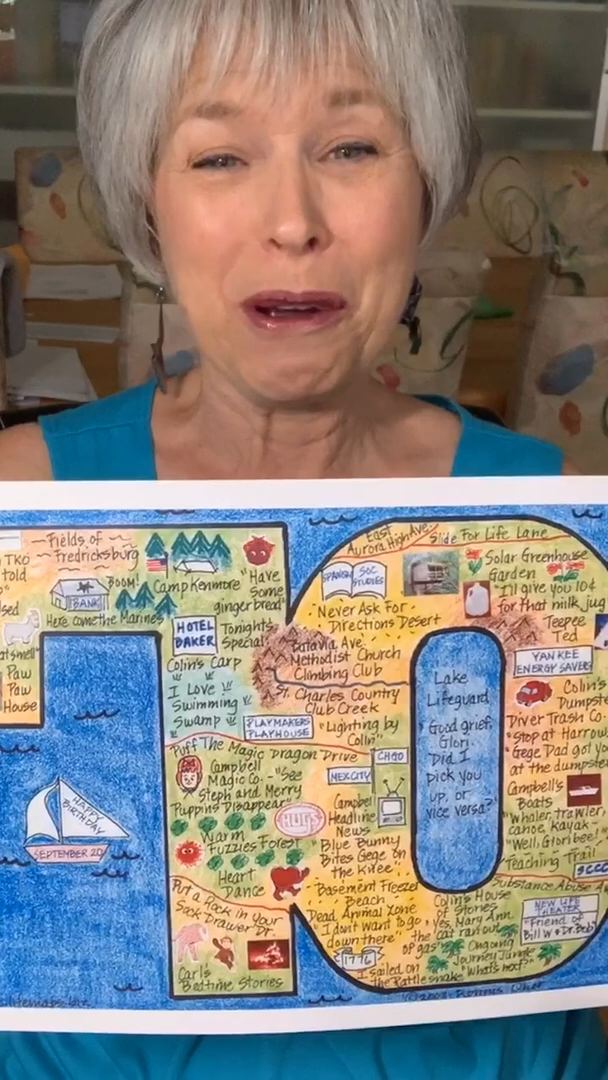 TKO
told
Fields of
Fredericksburg
BANK
BOOM!
Here come the Marines
Camp Kenmore
"Have
Some
gingerbread"
HOTEL
BAKER
Tonight's
Special:
Colin's Carp
I Love
Swimming
Swamp
Paw
Paw
House
East
Aurora High Ave.
Slide For Life Lane
SPANISH
SOC
STUDIES
Solar Greenhouse
Garden
"I'll give you 10¢
for that milk jug"
Never Ask For
Directions Desert
Teepee
Ted
Batavia Ave
Methodist Church
Climbing Club
St. Charles Country
Club Creek
PLAYMAKERS
PLAYHOUSE
"Lighting by
Colin"
YANKEE
ENERGY SAVERS
Lake
Lifeguard
"Good grief,
Glori.
Did I
pick you
up, or
vice versa?"
Colin's
Dumpster
Diver Trash Co.
"Stop at Harrow
"Gege Dad got yo
at the dumpste
Puff The Magic Dragon Drive
CHGO
NEX CITY
Campbell
Magic Co. - "See
Steph and Merry
Puppins Disappear"
Campbell
Headline
News
"Blue Bunny
Bites Gege on
the Knee"
HUGS
Warm
Fuzzies Forest
Heart
Dance
Campbell's
Boats
"Whaler, trawler,
canoe, kayak"
"Well, Gloribee!"
Teaching Trail
SCCC
HAPPY
BIRTHDAY
SEPTEMBER 20
Put a Rock in your
Sock Drawer Dr.
Carl's
Bedtime Stories
Basement Freezer
Beach
Dead Animal Zone
"I don't want to go
down there"
1776
I sailed on
the Rattlesnake
Substance Abuse A
Colin's House
of Stories
"Yes, Mary Ann,
the cat ran out
of gas"
NEW LIFE
THEATER
"Friend of
Bill W & Dr. Bob"
Ongoing
Journey Jungle
"What's next?"